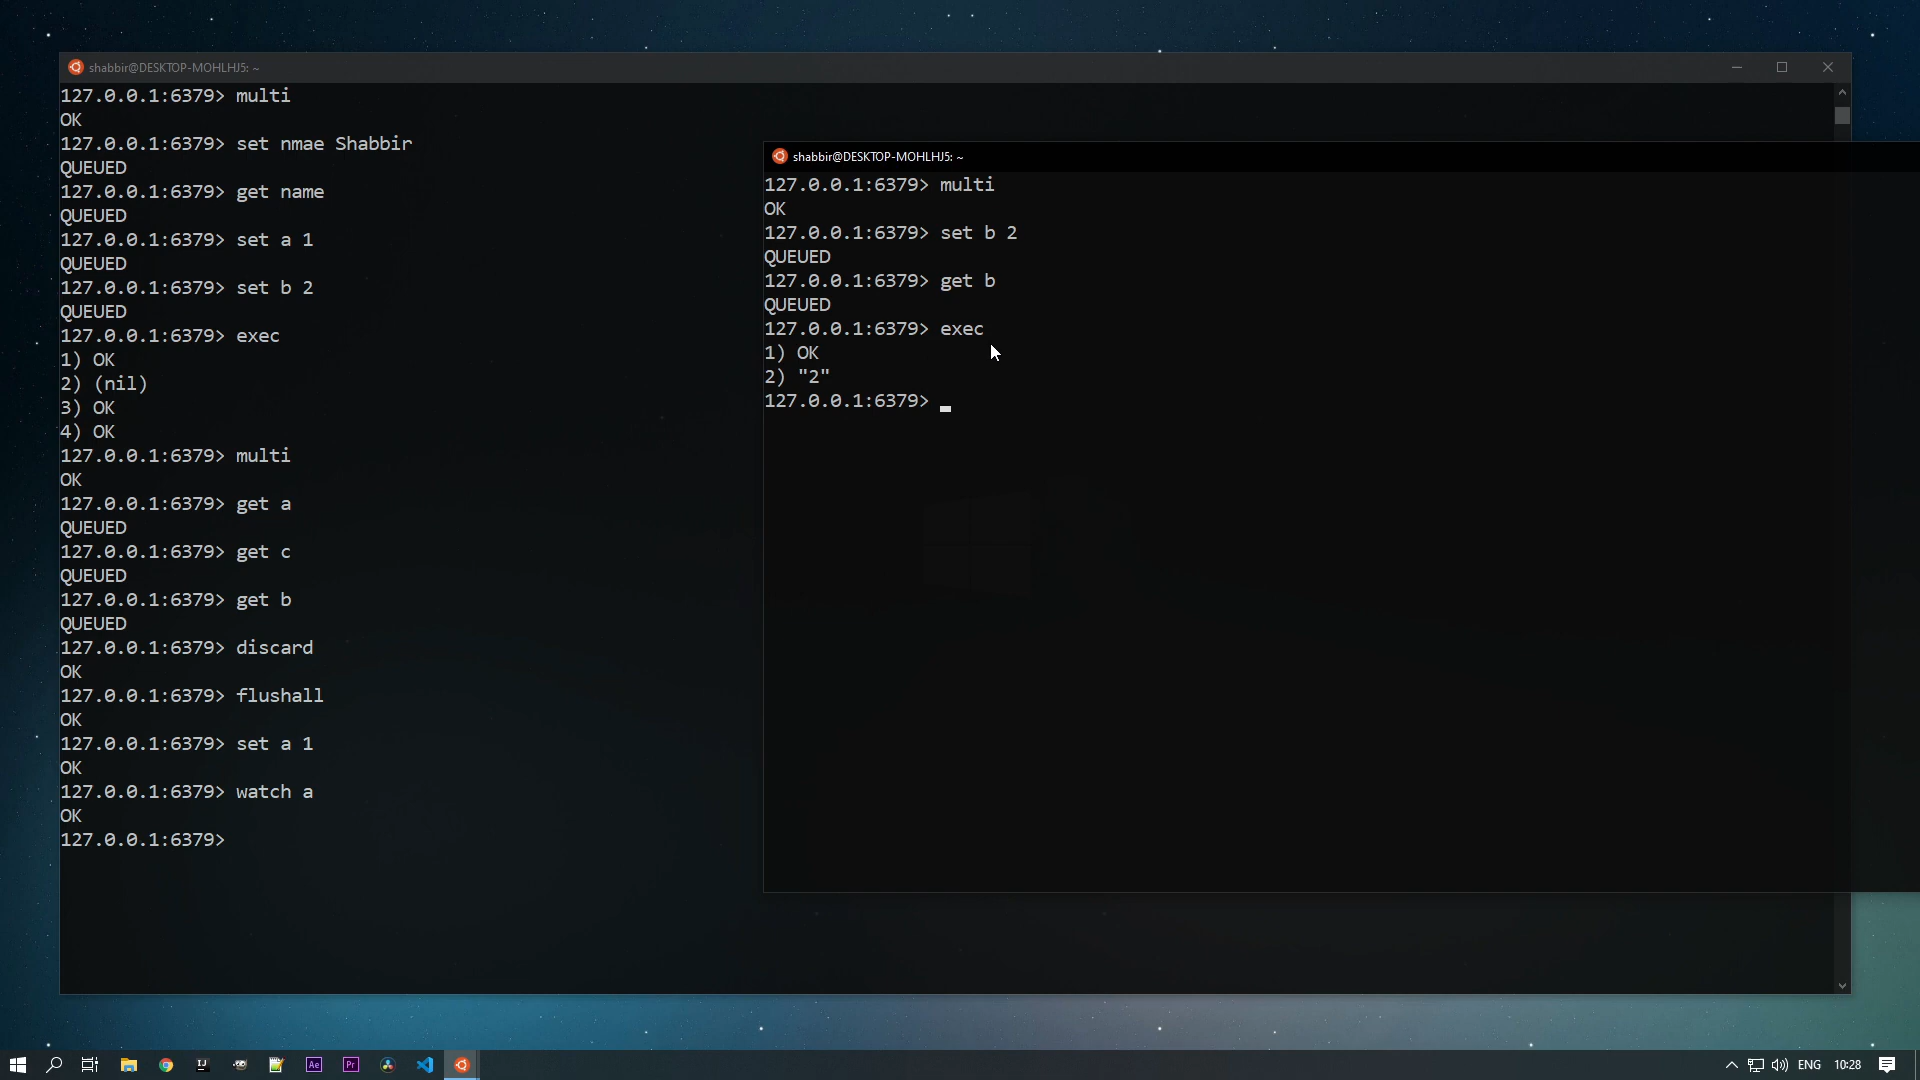 shabbir@DESKTOP-MOHLHJ5: ~
127.0.0.1:6379> multi
OK
127.0.0.1:6379> set nmae Shabbir
QUEUED
127.0.0.1:6379> get name
QUEUED
127.0.0.1:6379> set a 1
QUEUED
127.0.0.1:6379> set b 2
QUEUED
127.0.0.1:6379> exec
1) OK
2) (nil)
3) OK
4) OK
127.0.0.1:6379> multi
OK
127.0.0.1:6379> get a
QUEUED
127.0.0.1:6379> get c
QUEUED
127.0.0.1:6379> get b
QUEUED
127.0.0.1:6379> discard
OK
127.0.0.1:6379> flushall
OK
127.0.0.1:6379> set a 1
OK
127.0.0.1:6379> watch a
OK
127.0.0.1:6379>
shabbir@DESKTOP-MOHLHJ5: ~
127.0.0.1:6379> multi
OK
127.0.0.1:6379> set b 2
QUEUED
127.0.0.1:6379> get b
QUEUED
127.0.0.1:6379> exec
1) OK
2) "2"
127.0.0.1:6379>
IJ
Ae
Pr
ENG
10:28